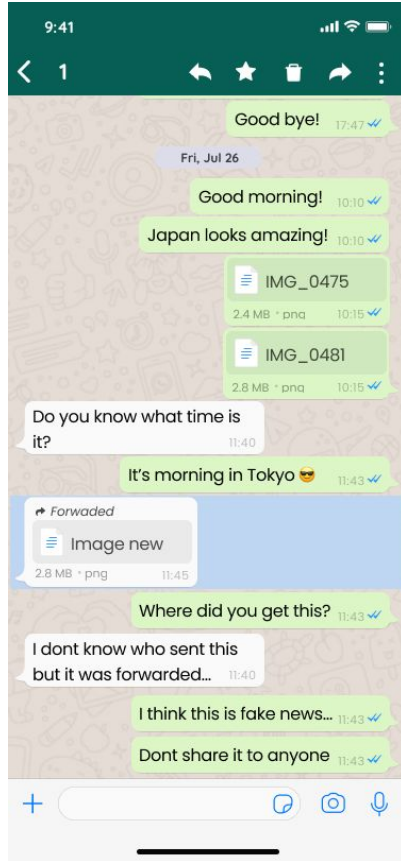 9:41
1
Good bye! 17:47
Fri, Jul 26
Good morning! 10:10
Japan looks amazing! 10:10
IMG_0475
2.4 MB • png 10:15
IMG_0481
2.8 MB • png 10:15
Do you know what time is
it? 11:40
It's morning in Tokyo 😎 11:43
Forwaded
Image new
2.8 MB • png 11:45
Where did you get this? 11:43
I dont know who sent this
but it was forwarded... 11:40
I think this is fake news... 11:43
Dont share it to anyone 11:43